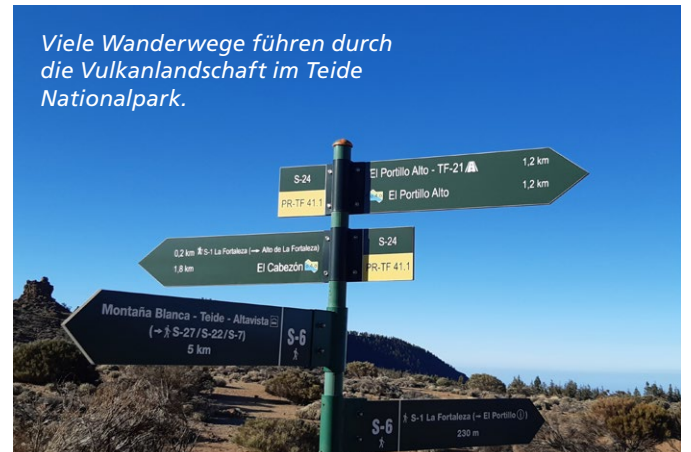 Viele Wanderwege führen durch
die Vulkanlandschaft im Teide
Nationalpark.
S-24
PR-TF 41.1
El Portillo Alto - TF-21 1,2 km
El Portillo Alto 1,2 km
0,2 km S-1 La Fortaleza (→ Alto de La Fortaleza)
1,8 km El Cabezón
S-24
PR-TF 41.1
Montaña Blanca - Teide - Altavista
(→ S-27/S-22/S-7)
5 km
S-6
S-6
S-1 La Fortaleza (→ El Portillo)
230 m